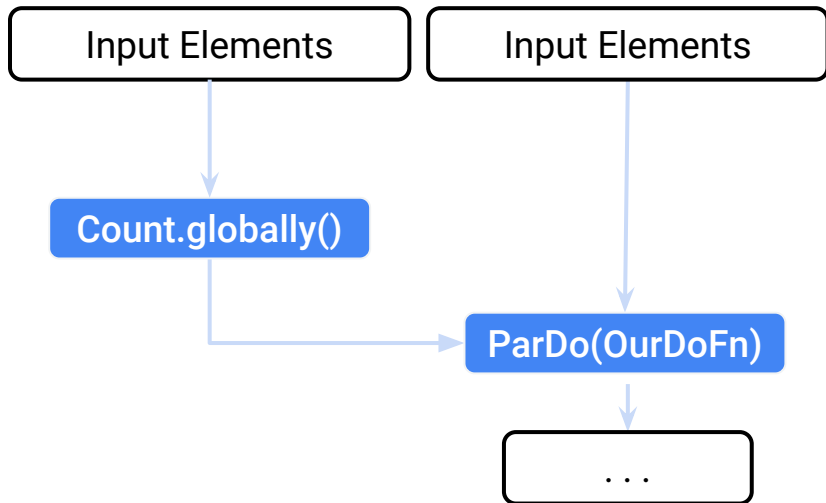 Input Elements
Input Elements
Count.globally()
ParDo(OurDoFn)
. . .